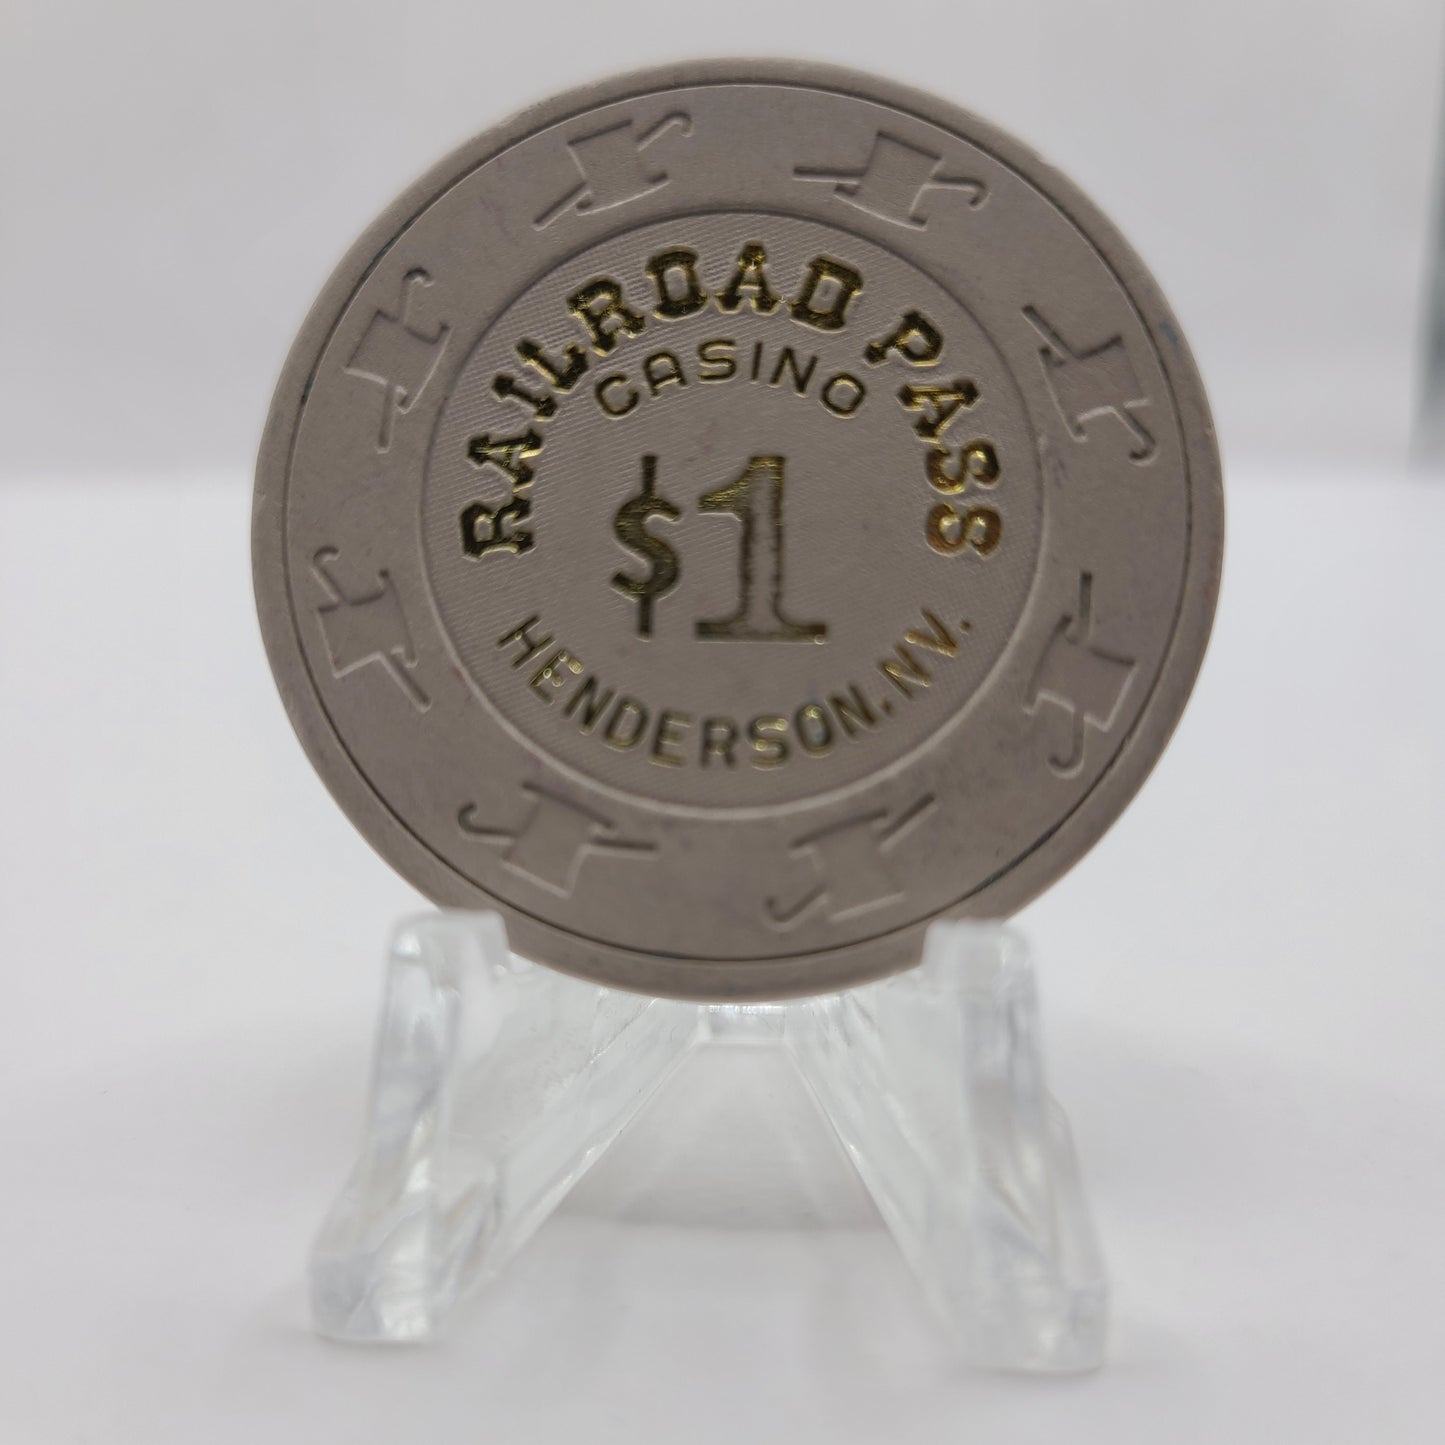 RAILROAD PASS
CASINO
$1
HENDERSON, NV.